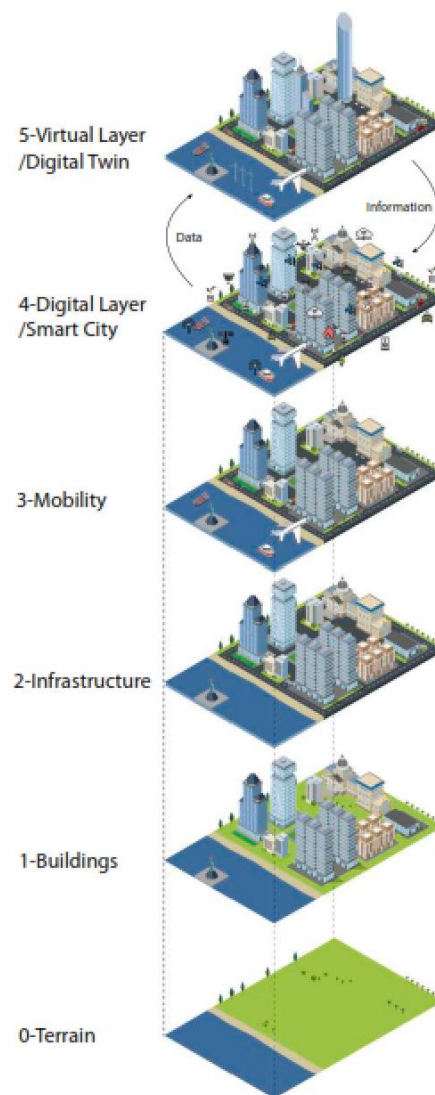 5-Virtual Layer
/Digital Twin
Information
Data
4-Digital Layer
/Smart City
3-Mobility
2-Infrastructure
1-Buildings
0-Terrain